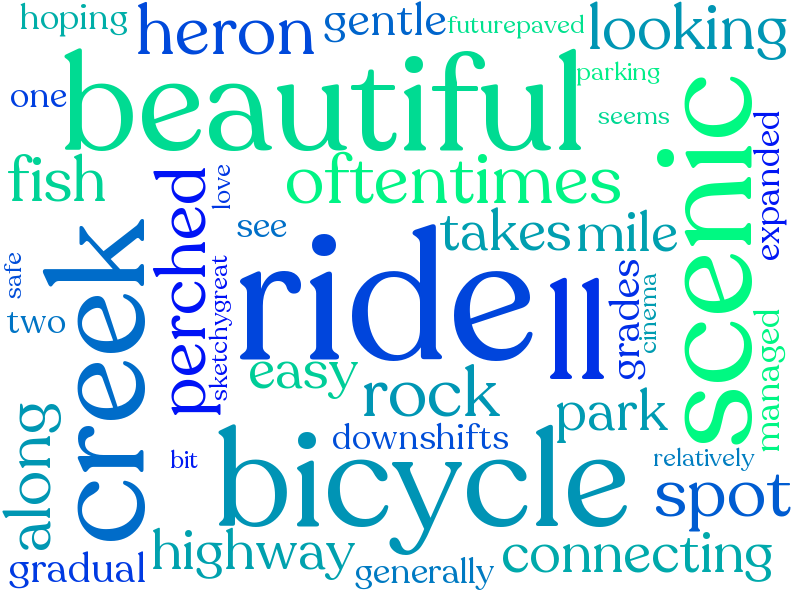 hoping
heron
gentle
futurepaved
looking
beautiful
parking
one
seems
scenic
expanded
fish
perched
love
oftentimes
see
takes
mile
creek
ride
ll
safe
sketchygreat
grades
cinema
two
easy
rock
park
managed
along
downshifts
bit
bicycle
relatively
spot
highway
connecting
gradual
generally